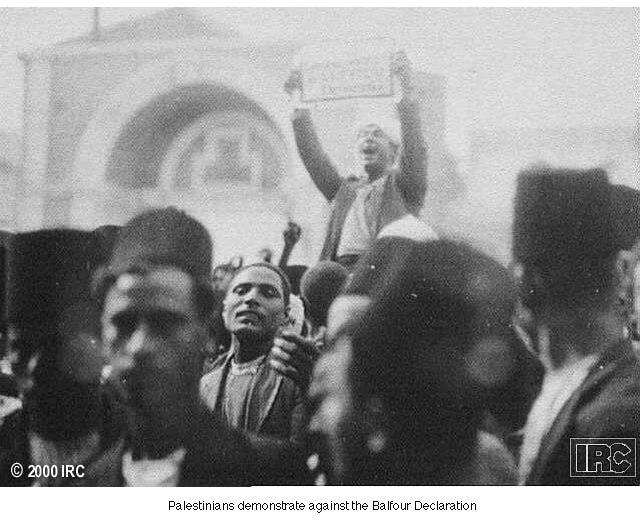 © 2000 IRC
IRC
Palestinians demonstrate against the Balfour Declaration